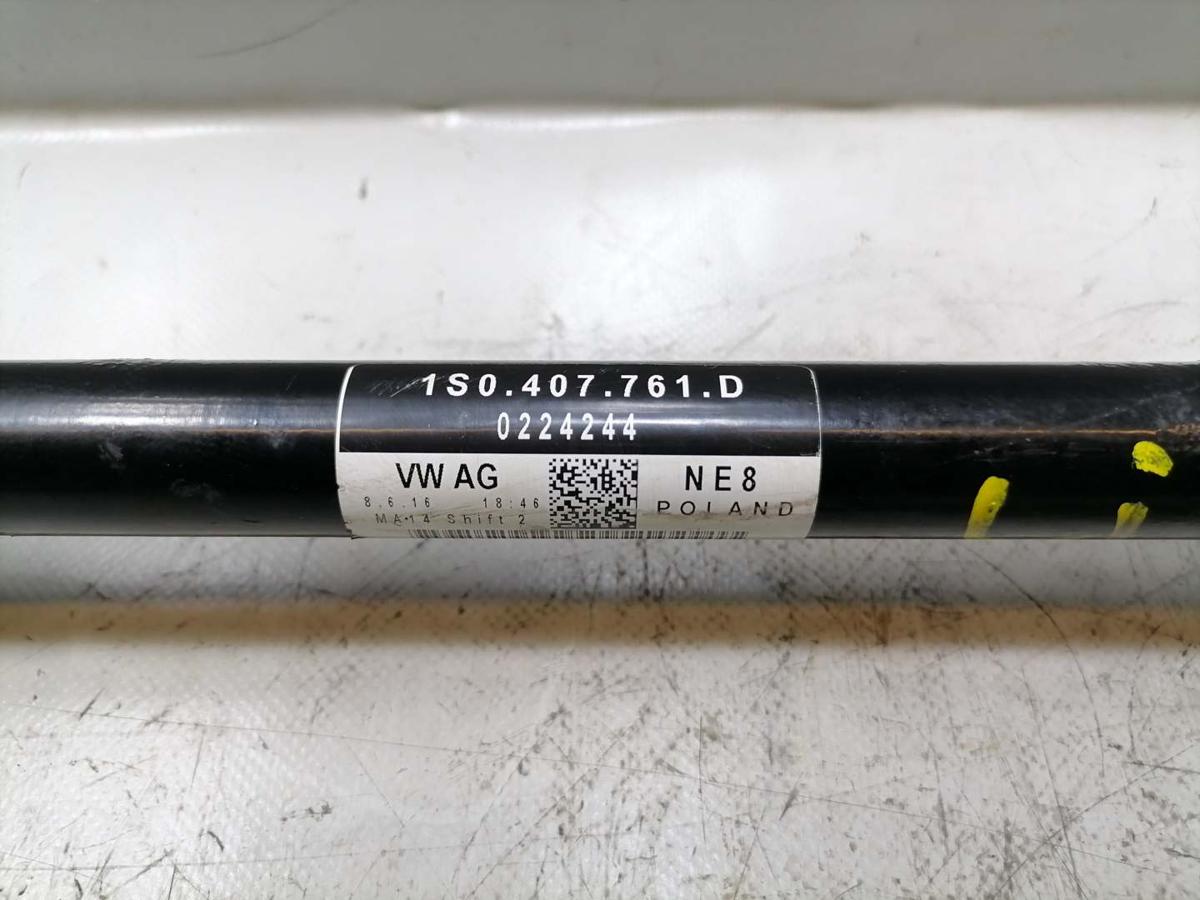 1S0.407.761.D
0224244
VW AG
8.6.16 18:46
MA14 Shift 2
NE8
POLAND